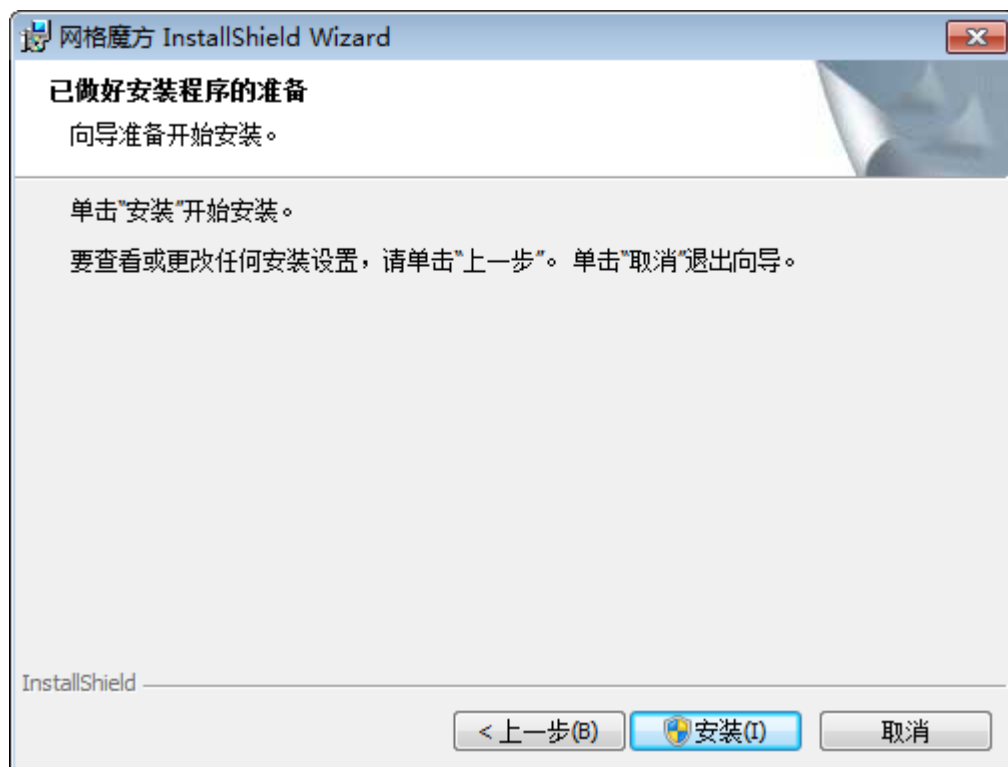 网格魔方 InstallShield Wizard
已做好安装程序的准备
向导准备开始安装。
单击"安装"开始安装。
要查看或更改任何安装设置，请单击"上一步"。 单击"取消"退出向导。
InstallShield
< 上一步(B)
安装(I)
取消